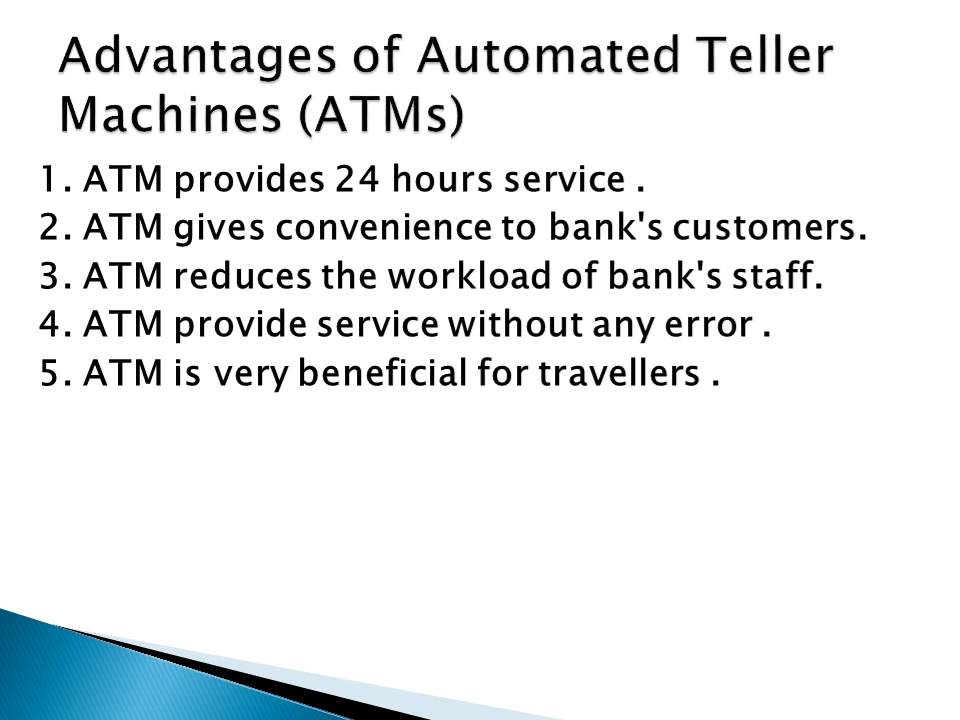 Advantages of Automated Teller
Machines (ATMs)
1. ATM provides 24 hours service .
2. ATM gives convenience to bank's customers.
3. ATM reduces the workload of bank's staff.
4. ATM provide service without any error .
5. ATM is very beneficial for travellers .